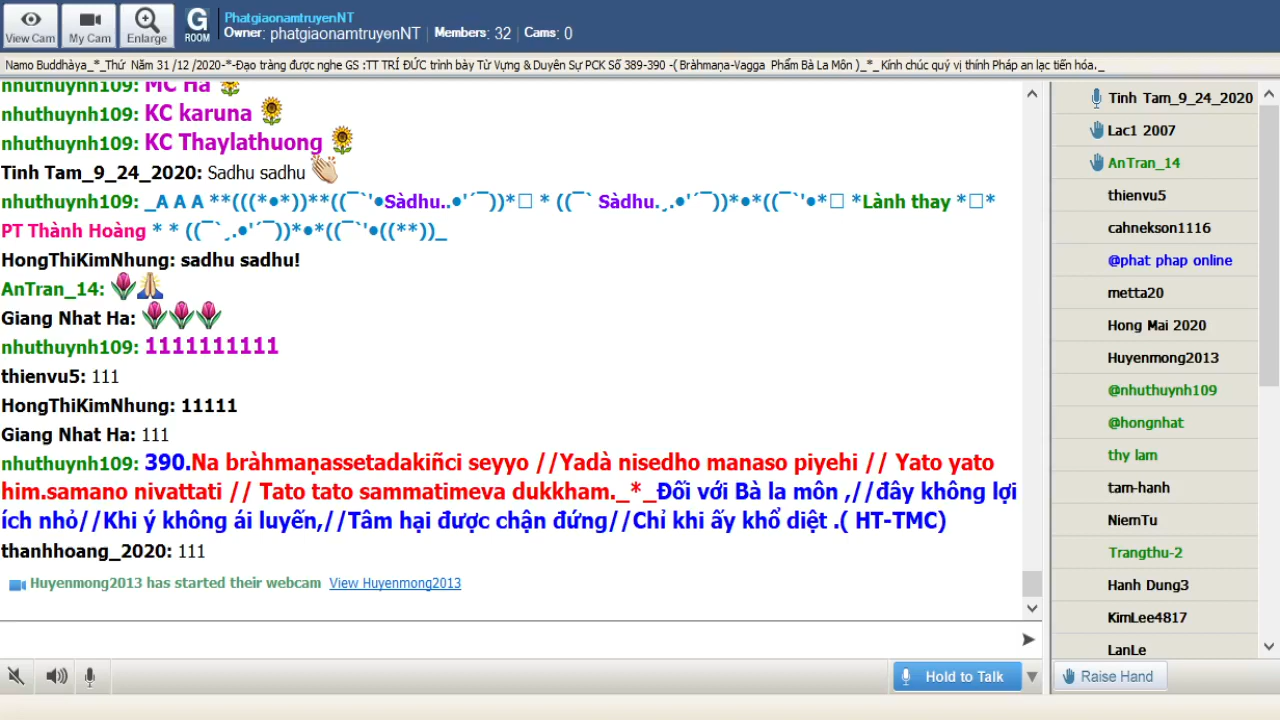 View Cam
My Cam
Enlarge
G
ROOM
PhatgiaonamtruyenNT
Owner: phatgiaonamtruyenNT | Members: 32 | Cams: 0
Namo Buddhàya_*_Thứ Năm 31 /12 /2020-*-Đạo tràng được nghe GS :TT TRÍ ĐỨC trình bày Từ Vựng & Duyên Sự PCK Số 389-390 -( Bràhmaṇa-Vagga Phẩm Bà La Môn )_*_ Kính chúc quý vị thính Pháp an lạc tiến hóa._
nhuthuynh109: MC Ha
nhuthuynh109: KC karuna
nhuthuynh109: KC Thaylathuong
Tinh Tam_9_24_2020: Sadhu sadhu
nhuthuynh109: _A A A **(((*•*))**((¯`'•Sàdhu..•'´¯))*□ * ((¯` Sàdhu.¸.•'´¯))*•*((¯`'•*□ *Lành thay *□*
PT Thành Hoàng * * ((¯`¸.•'´¯))*•*((¯`'•((**))_
HongThiKimNhung: sadhu sadhu!
AnTran_14:
Giang Nhat Ha:
nhuthuynh109: 1111111111
thienvu5: 111
HongThiKimNhung: 11111
Giang Nhat Ha: 111
nhuthuynh109: 390.Na bràhmaṇassetadakiñci seyyo //Yadà nisedho manaso piyehi // Yato yato
him.samano nivattati // Tato tato sammatimeva dukkham._*_Đối với Bà la môn ,//đây không lợi
ích nhỏ//Khi ý không ái luyến,//Tâm hại được chận đứng//Chỉ khi ấy khổ diệt .( HT-TMC)
thanhhoang_2020: 111
Huyenmong2013 has started their webcam View Huyenmong2013
Hold to Talk
Tinh Tam_9_24_2020
Lac1 2007
AnTran_14
thienvu5
cahnekson1116
@phat phap online
metta20
Hong Mai 2020
Huyenmong2013
@nhuthuynh109
@hongnhat
thy lam
tam-hanh
NiemTu
Trangthu-2
Hanh Dung3
KimLee4817
LanLe
Raise Hand